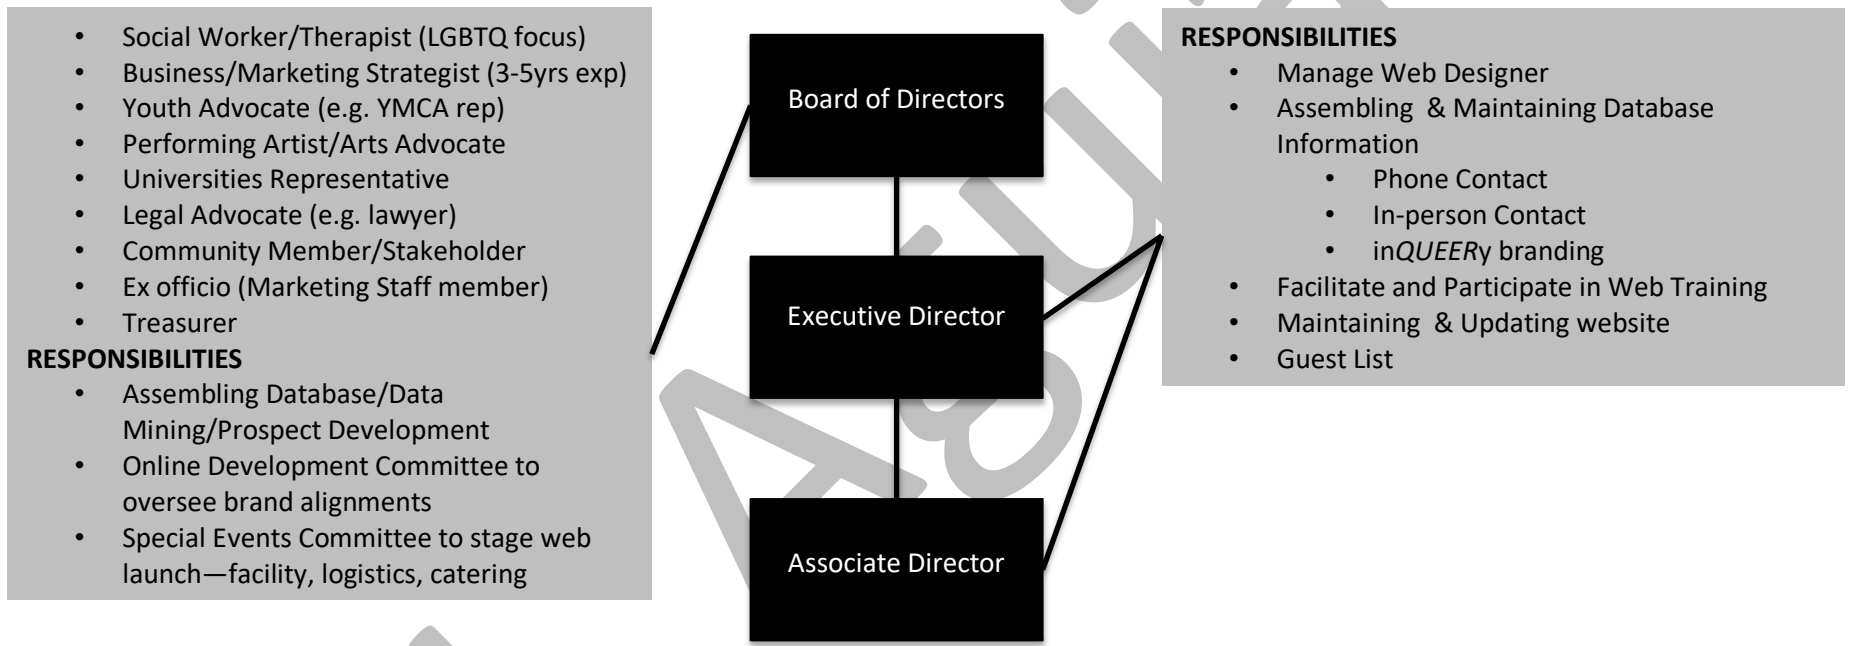 • Social Worker/Therapist (LGBTQ focus)
• Business/Marketing Strategist (3-5yrs exp)
• Youth Advocate (e.g. YMCA rep)
• Performing Artist/Arts Advocate
• Universities Representative
• Legal Advocate (e.g. lawyer)
• Community Member/Stakeholder
• Ex officio (Marketing Staff member)
• Treasurer
RESPONSIBILITIES
• Assembling Database/Data
Mining/Prospect Development
• Online Development Committee to
oversee brand alignments
• Special Events Committee to stage web
launch—facility, logistics, catering
Board of Directors
Executive Director
Associate Director
RESPONSIBILITIES
• Manage Web Designer
• Assembling & Maintaining Database
Information
• Phone Contact
• In-person Contact
• inQUEERy branding
• Facilitate and Participate in Web Training
• Maintaining & Updating website
• Guest List